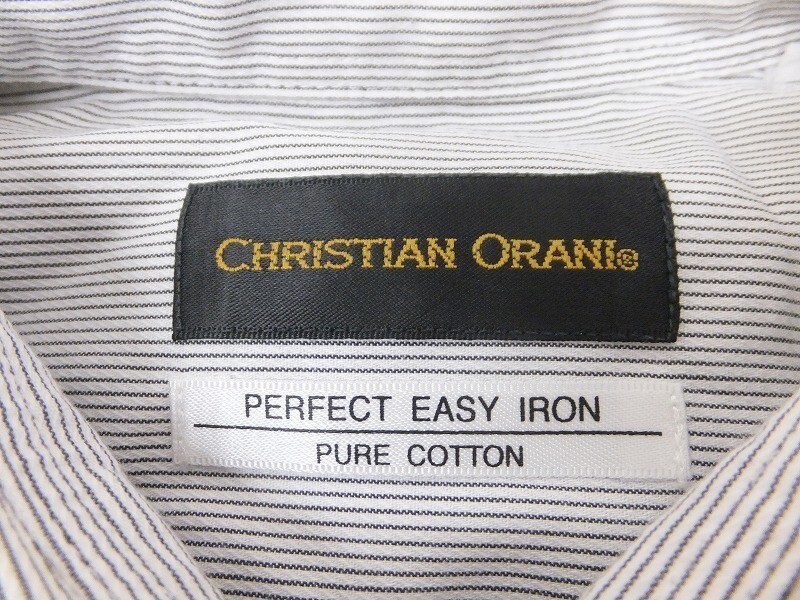 CHRISTIAN ORANI®
PERFECT EASY IRON
PURE COTTON